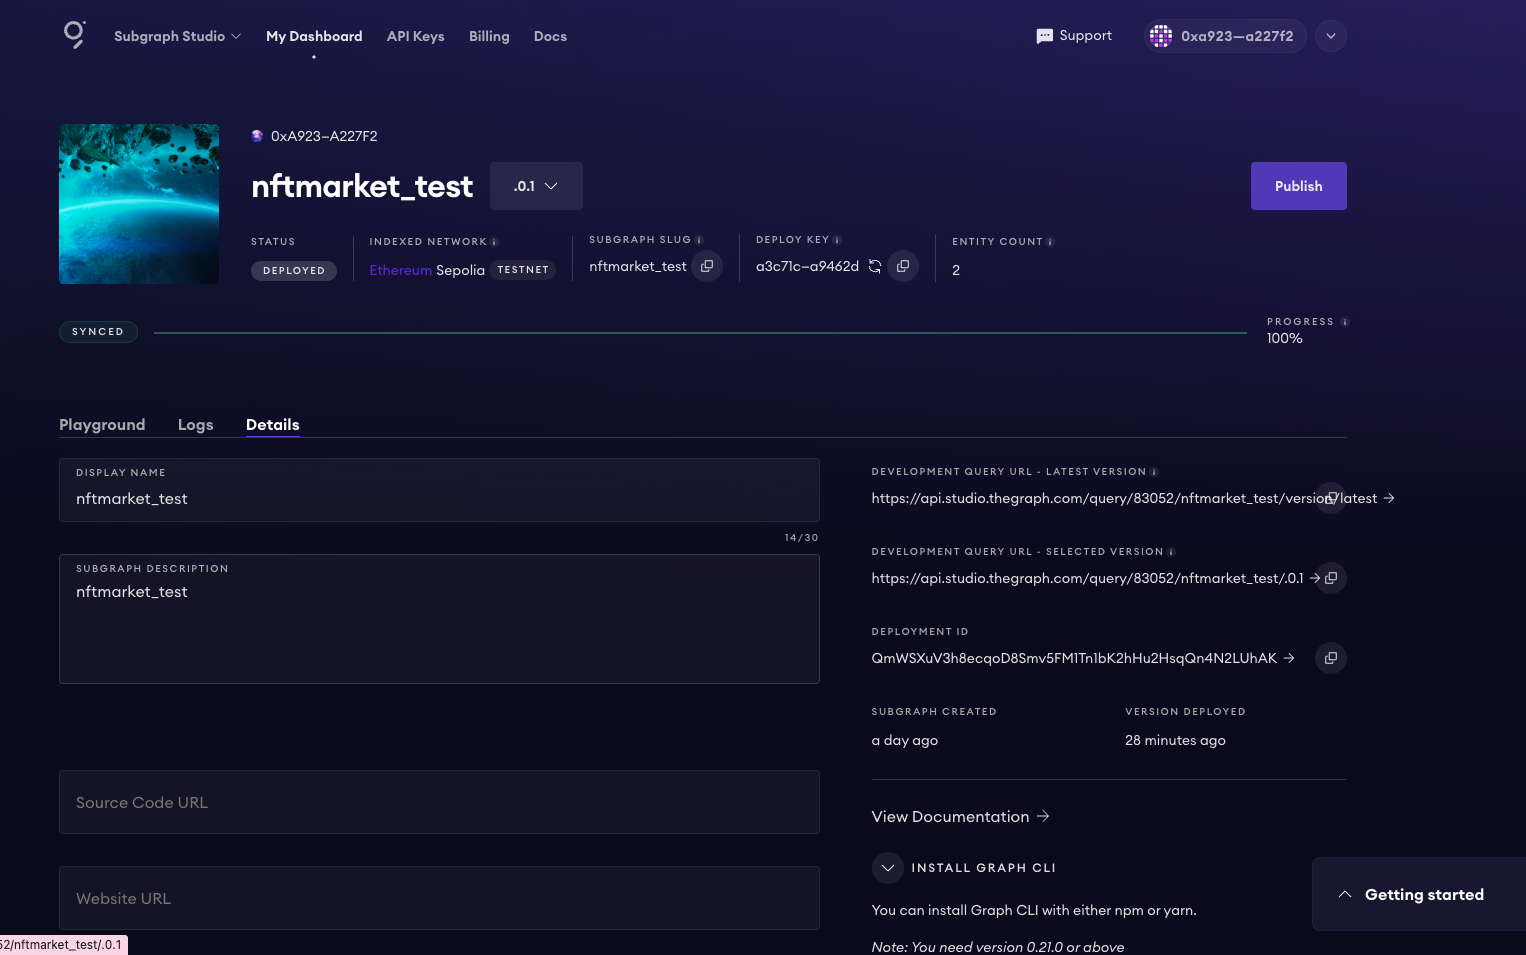 Subgraph Studio My Dashboard API Keys Billing Docs Support 0xa923—a227f2
0xA923–A227F2
nftmarket_test .0.1 Publish
STATUS INDEXED NETWORK SUBGRAPH SLUG DEPLOY KEY ENTITY COUNT
DEPLOYED Ethereum Sepolia TESTNET nftmarket_test a3c71c–a9462d 2
SYNCED PROGRESS
100%
Playground Logs Details
DISPLAY NAME
nftmarket_test
14/30
SUBGRAPH DESCRIPTION
nftmarket_test
Source Code URL
Website URL
DEVELOPMENT QUERY URL - LATEST VERSION
https://api.studio.thegraph.com/query/83052/nftmarket_test/version/latest →
DEVELOPMENT QUERY URL - SELECTED VERSION
https://api.studio.thegraph.com/query/83052/nftmarket_test/.0.1 →
DEPLOYMENT ID
QmWSXuV3h8ecqoD8Smv5FM1Tn1bK2hHu2HsqQn4N2LUhAK →
SUBGRAPH CREATED VERSION DEPLOYED
a day ago 28 minutes ago
View Documentation →
INSTALL GRAPH CLI
You can install Graph CLI with either npm or yarn.
Note: You need version 0.21.0 or above
Getting started
52/nftmarket_test/.0.1